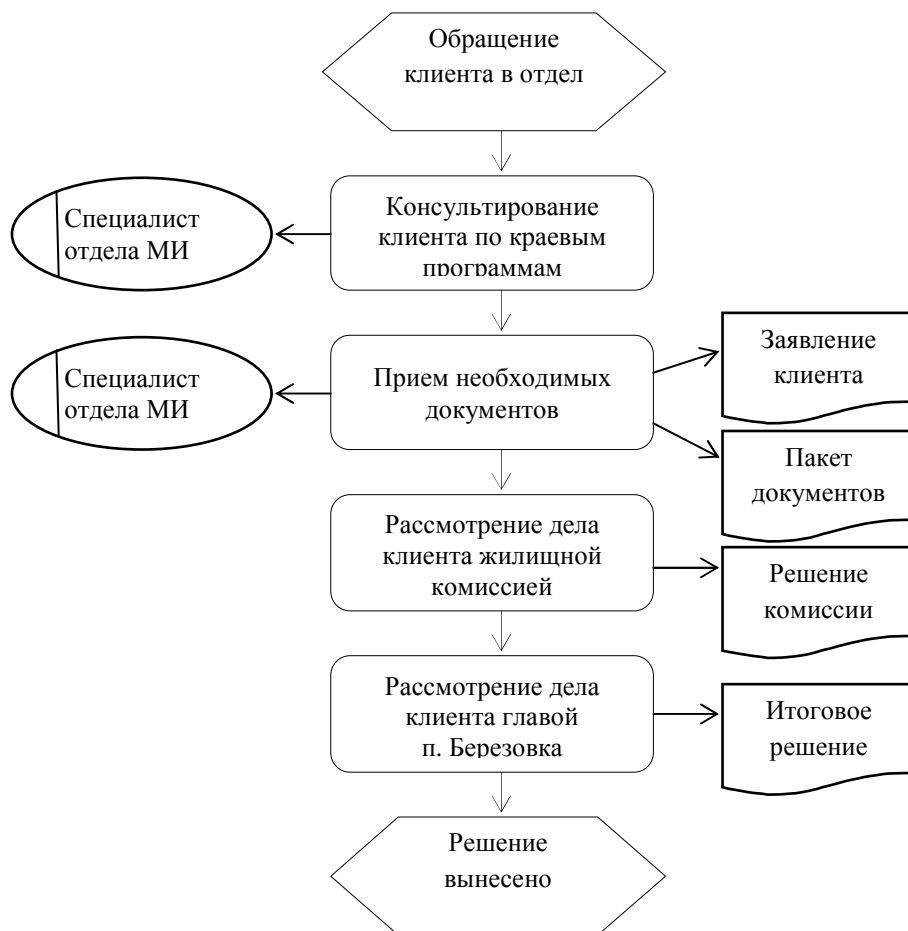 Обращение
клиента в отдел
Специалист
отдела МИ
Консультирование
клиента по краевым
программам
Специалист
отдела МИ
Прием необходимых
документов
Заявление
клиента
Пакет
документов
Рассмотрение дела
клиента жилищной
комиссией
Решение
комиссии
Рассмотрение дела
клиента главой
п. Березовка
Итоговое
решение
Решение
вынесено